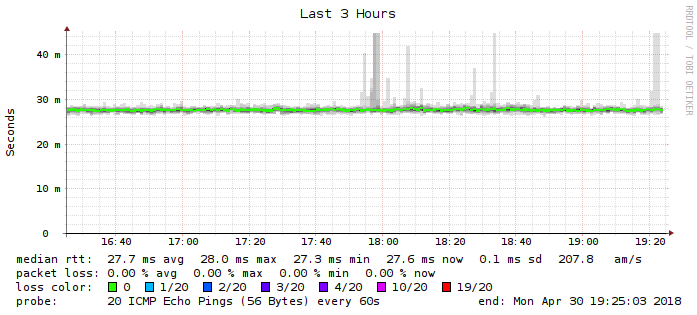 Last 3 Hours
RRDTOOL / TOBI OETIKER
Seconds
40 m
30 m
20 m
10 m
0
16:40 17:00 17:20 17:40 18:00 18:20 18:40 19:00 19:20
median rtt: 27.7 ms avg 28.0 ms max 27.3 ms min 27.6 ms now 0.1 ms sd 207.8 am/s
packet loss: 0.00 % avg 0.00 % max 0.00 % min 0.00 % now
loss color: 0 1/20 2/20 3/20 4/20 10/20 19/20
probe: 20 ICMP Echo Pings (56 Bytes) every 60s end: Mon Apr 30 19:25:03 2018